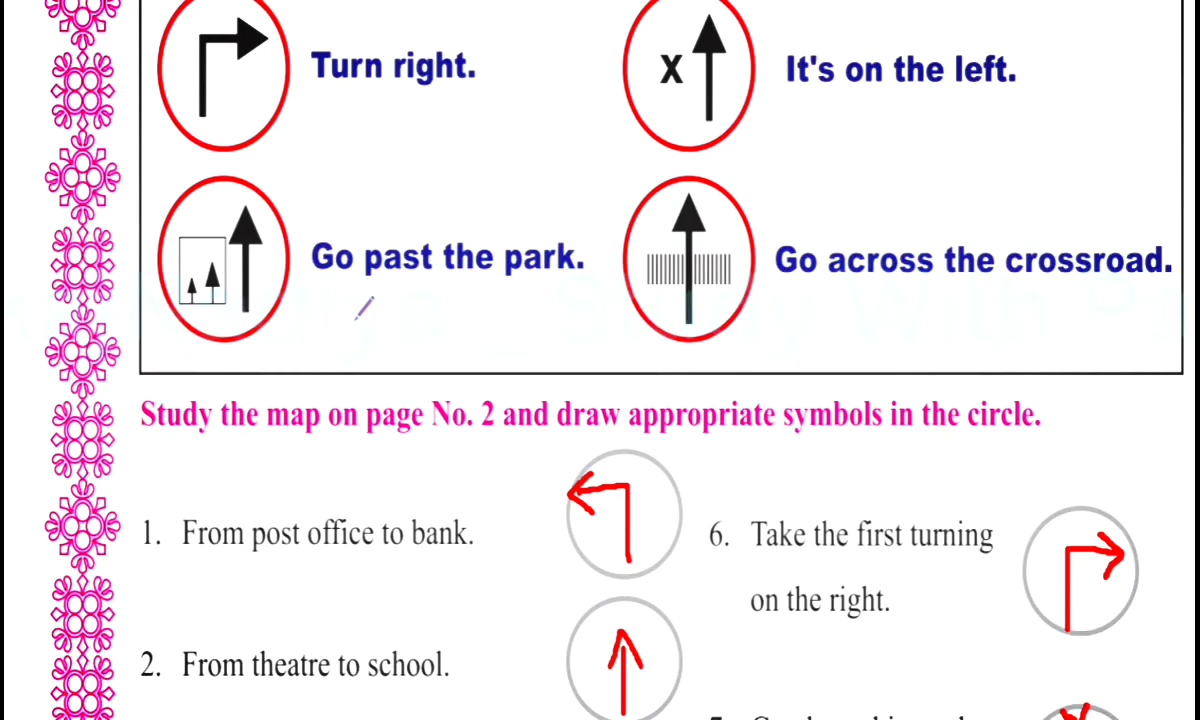 Turn right.
X
It's on the left.
Go past the park.
Go across the crossroad.
Study the map on page No. 2 and draw appropriate symbols in the circle.
1. From post office to bank.
2. From theatre to school.
6. Take the first turning
on the right.